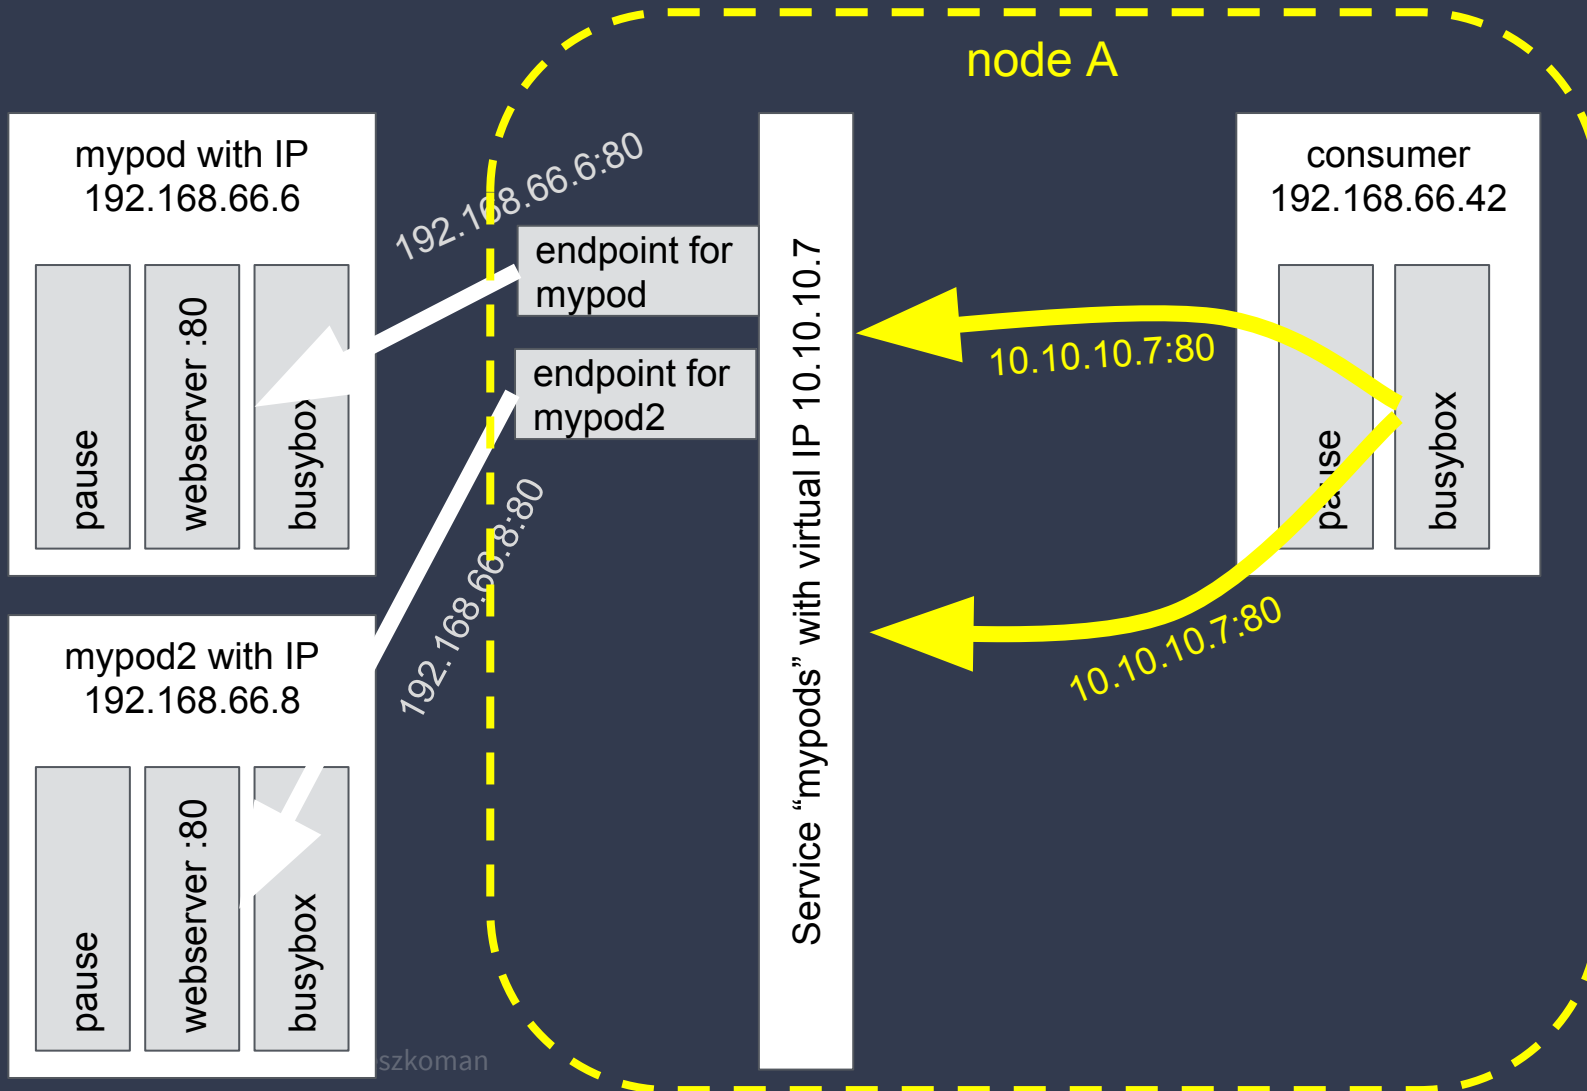 node A
mypod with IP
192.168.66.6
pause
webserver :80
busybox
192.168.66.6:80
endpoint for
mypod
endpoint for
mypod2
192.168.66.8:80
mypod2 with IP
192.168.66.8
pause
webserver :80
busybox
Service “mypods” with virtual IP 10.10.10.7
10.10.10.7:80
10.10.10.7:80
consumer
192.168.66.42
pause
busybox
szkoman